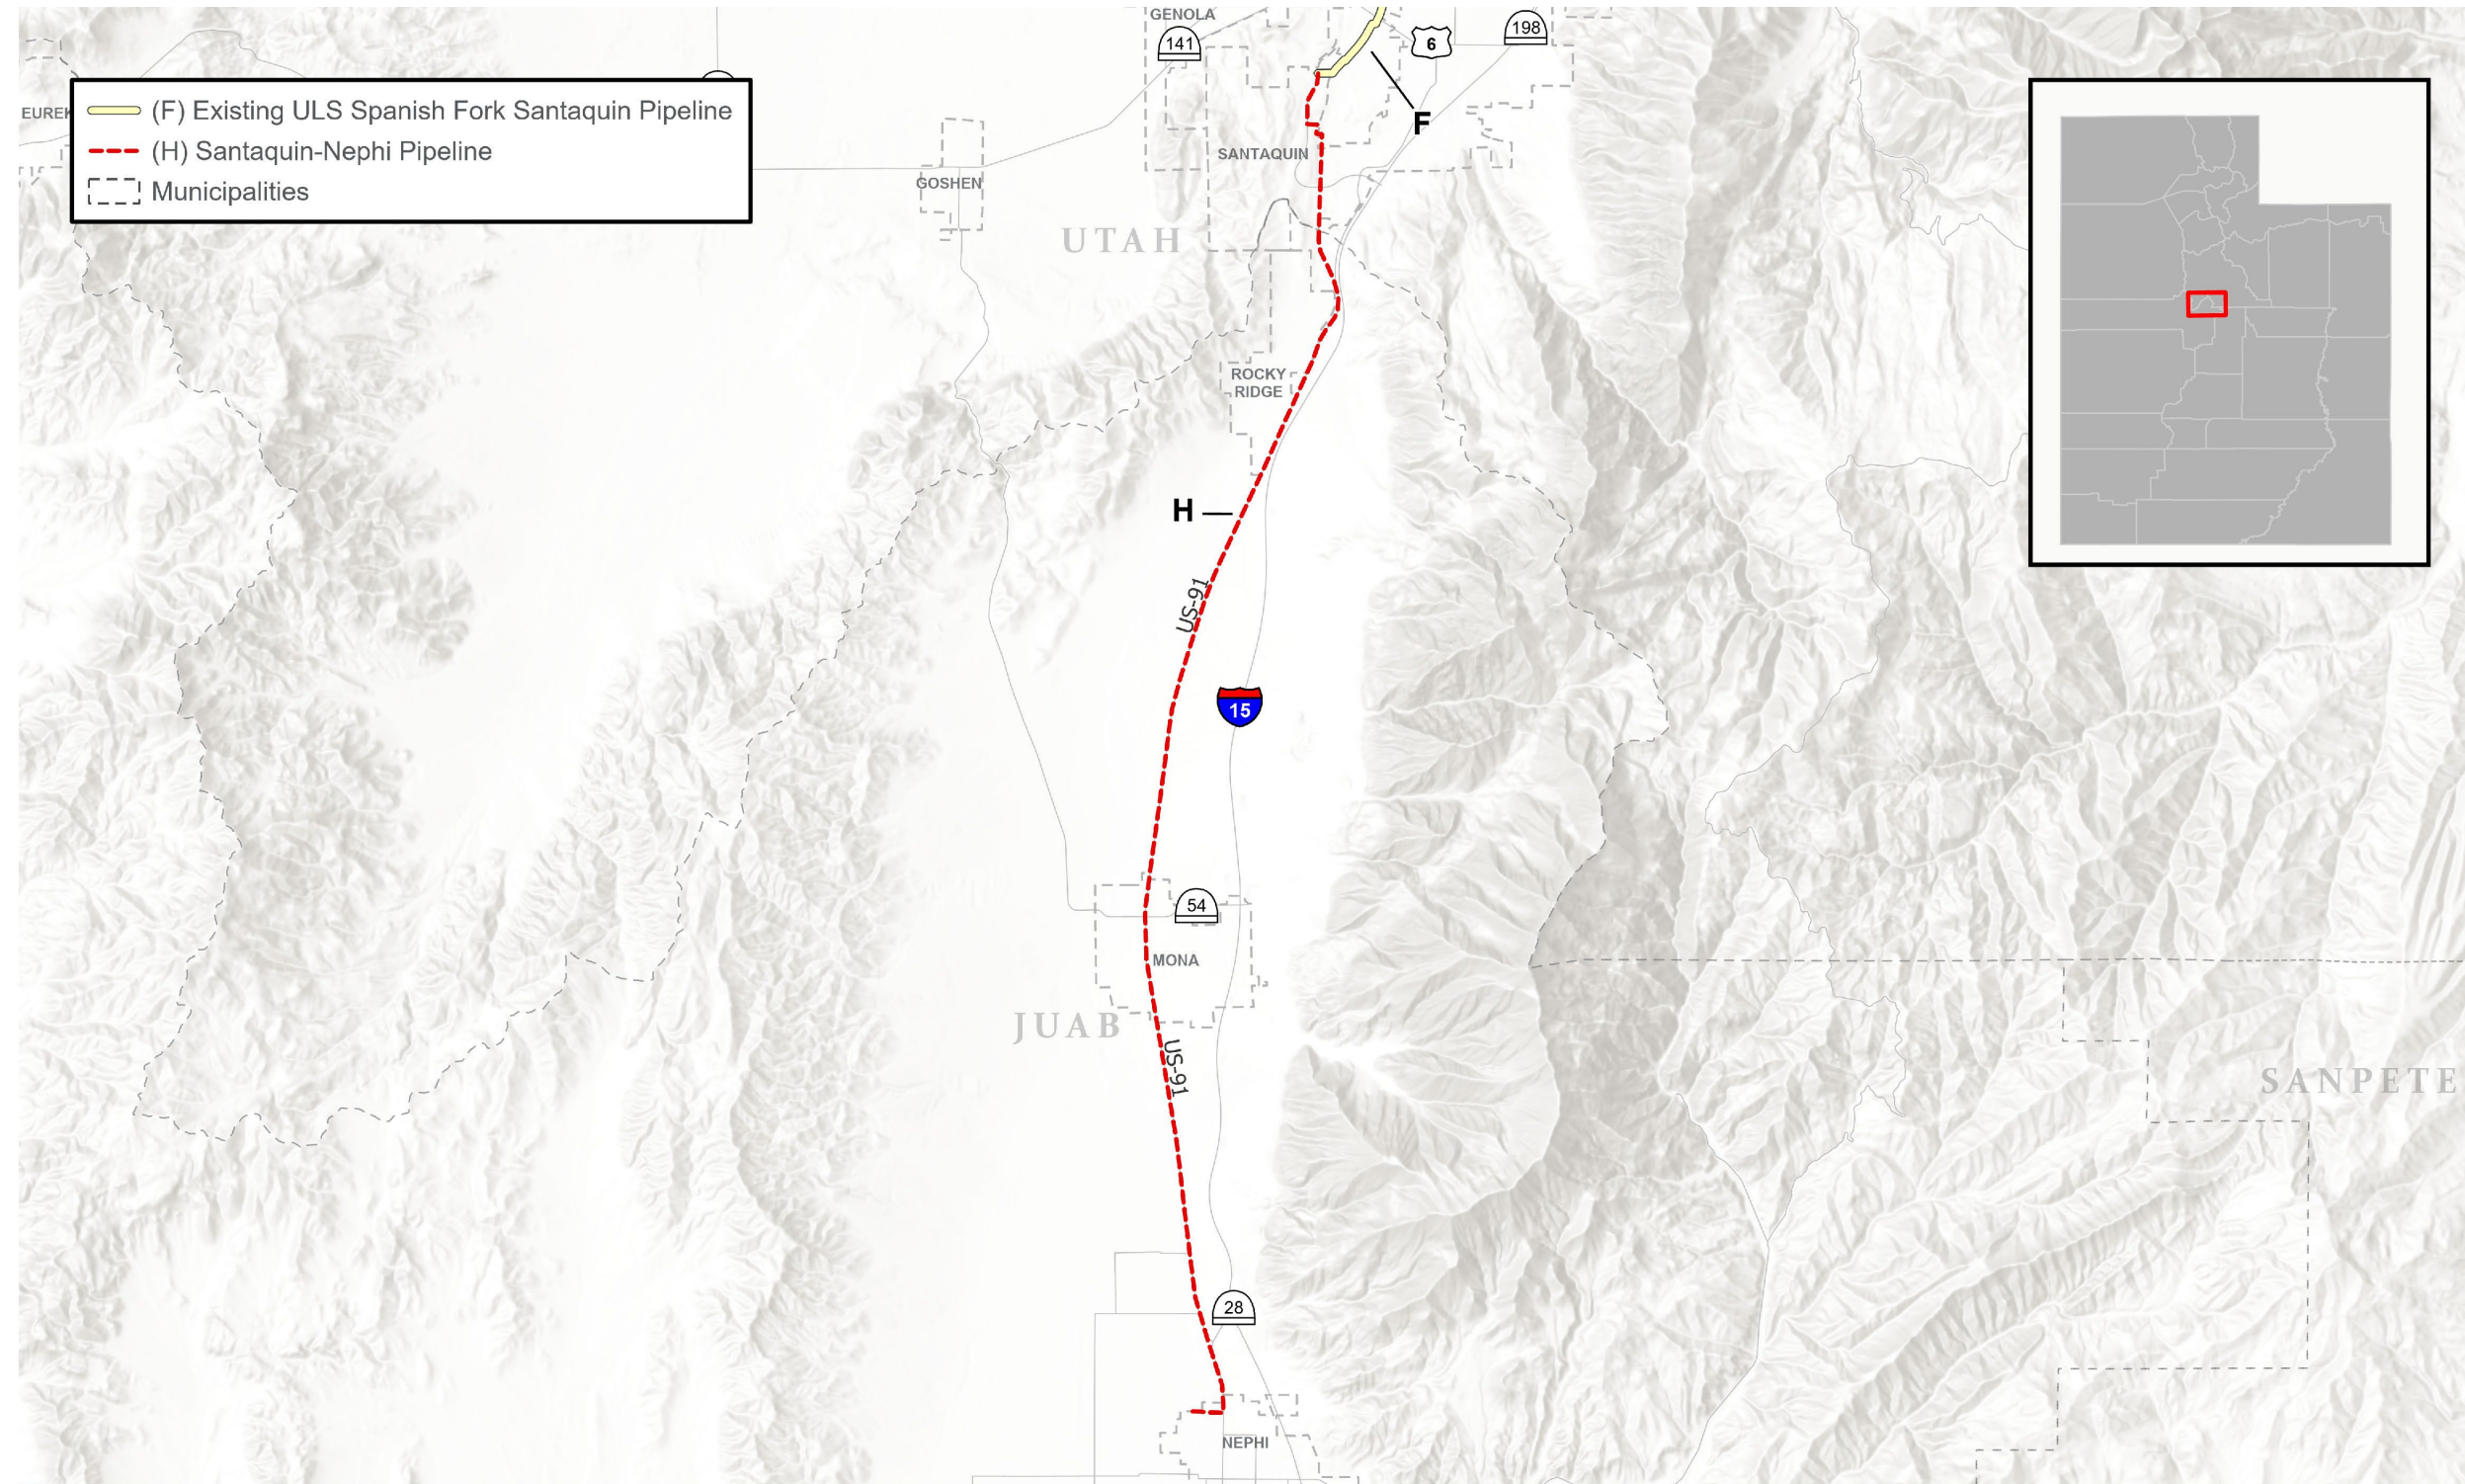 GENOLA
141
6
198
EUREK
(F) Existing ULS Spanish Fork Santaquin Pipeline
(H) Santaquin-Nephi Pipeline
Municipalities
F
SANTAQUIN
GOSHEN
UTAH
ROCKY
RIDGE
H
US-91
15
54
MONA
JUAB
US-91
SANPETE
28
NEPHI